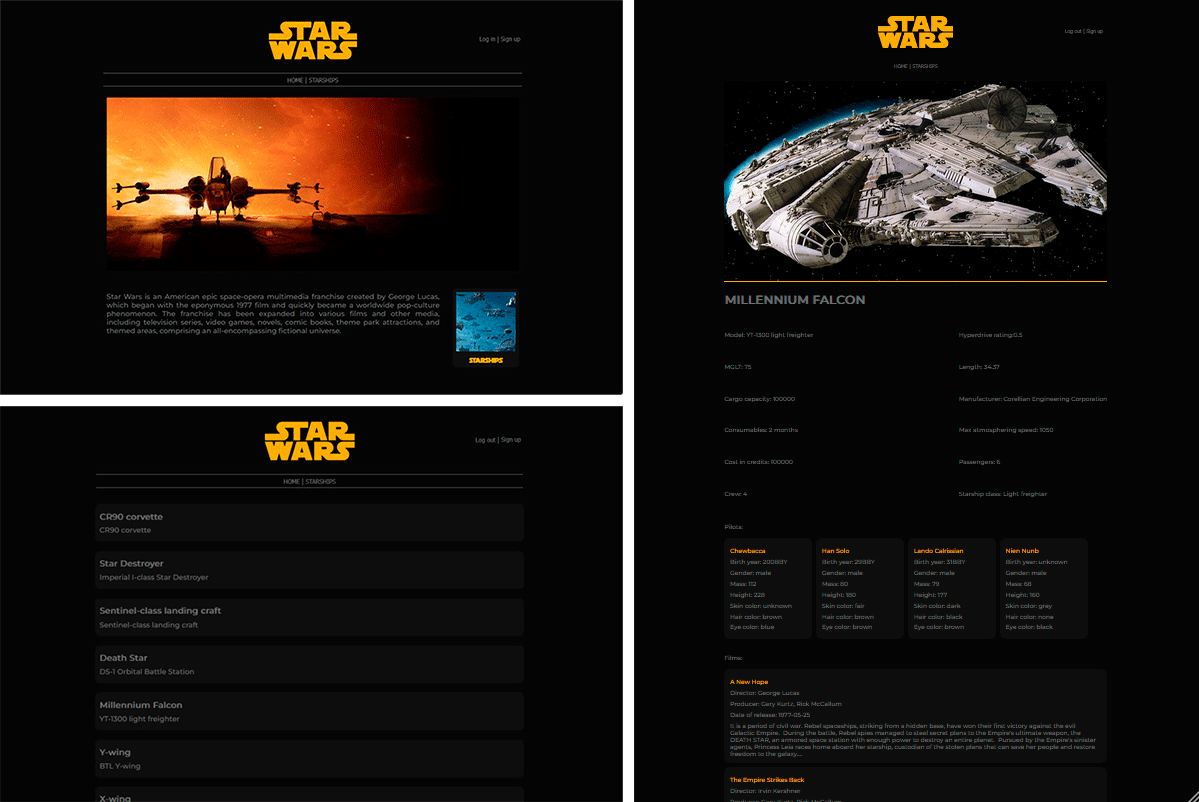 STAR
WARS
Log in | Sign up
HOME | STARSHIPS
Star Wars is an American epic space-opera multimedia franchise created by George Lucas,
which began with the eponymous 1977 film and quickly became a worldwide pop-culture
phenomenon. The franchise has been expanded into various films and other media,
including television series, video games, novels, comic books, theme park attractions, and
themed areas, comprising an all-encompassing fictional universe.
STARSHIPS
STAR
WARS
Log out | Sign up
HOME | STARSHIPS
CR90 corvette
CR90 corvette
Star Destroyer
Imperial I-class Star Destroyer
Sentinel-class landing craft
Sentinel-class landing craft
Death Star
DS-1 Orbital Battle Station
Millennium Falcon
YT-1300 light freighter
Y-wing
BTL Y-wing
X-wing
STAR
WARS
Log out | Sign up
HOME | STARSHIPS
MILLENNIUM FALCON
Model: YT-1300 light freighter
Hyperdrive rating:0.5
MGLT: 75
Length: 34.37
Cargo capacity: 100000
Manufacturer: Corellian Engineering Corporation
Consumables: 2 months
Max atmosphering speed: 1050
Cost in credits: 100000
Passengers: 6
Crew: 4
Starship class: Light freighter
Pilots:
Chewbacca
Birth year: 200BBY
Gender: male
Mass: 112
Height: 228
Skin color: unknown
Hair color: brown
Eye color: blue
Han Solo
Birth year: 29BBY
Gender: male
Mass: 80
Height: 180
Skin color: fair
Hair color: brown
Eye color: brown
Lando Calrissian
Birth year: 31BBY
Gender: male
Mass: 79
Height: 177
Skin color: dark
Hair color: black
Eye color: brown
Nien Nunb
Birth year: unknown
Gender: male
Mass: 68
Height: 160
Skin color: grey
Hair color: none
Eye color: black
Films:
A New Hope
Director: George Lucas
Producer: Gary Kurtz, Rick McCallum
Date of release: 1977-05-25
It is a period of civil war. Rebel spaceships, striking from a hidden base, have won their first victory against the evil
Galactic Empire. During the battle, Rebel spies managed to steal secret plans to the Empire's ultimate weapon, the
DEATH STAR, an armored space station with enough power to destroy an entire planet. Pursued by the Empire's sinister
agents, Princess Leia races home aboard her starship, custodian of the stolen plans that can save her people and restore
freedom to the galaxy....
The Empire Strikes Back
Director: Irvin Kershner
Producer: Gary Kurtz, Rick McCallum